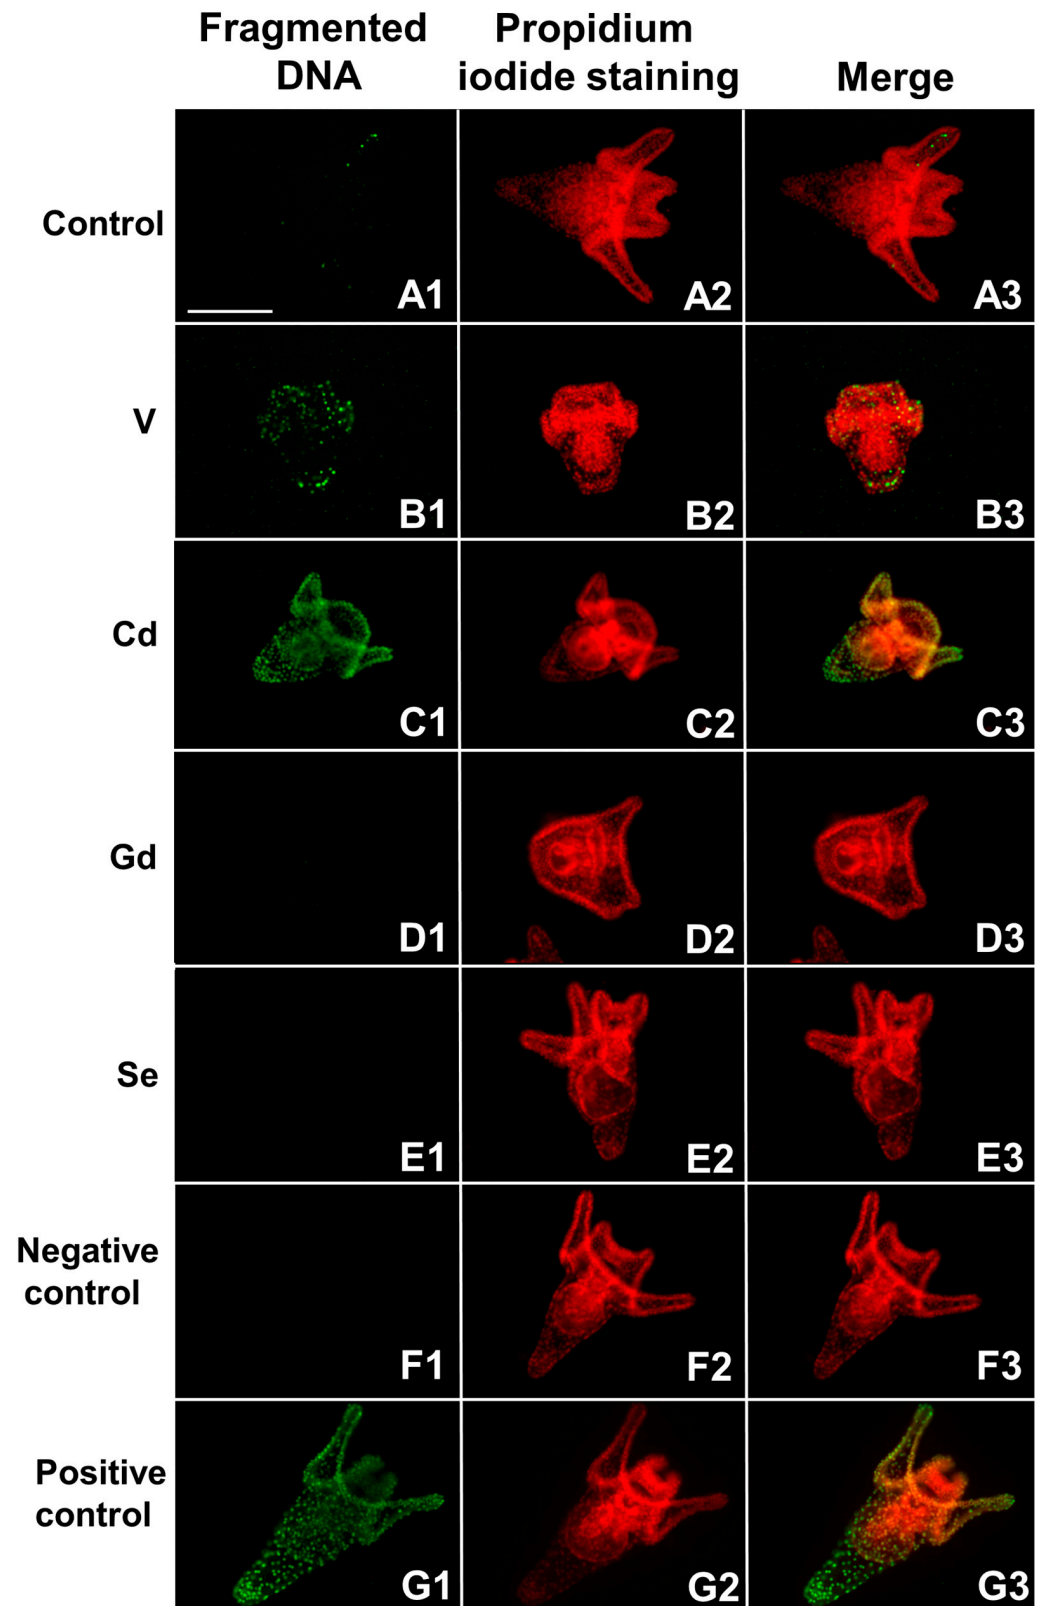 Fragmented DNA
Propidium iodide staining
Merge
Control
A1
A2
A3
V
B1
B2
B3
Cd
C1
C2
C3
Gd
D1
D2
D3
Se
E1
E2
E3
Negative
control
F1
F2
F3
Positive
control
G1
G2
G3